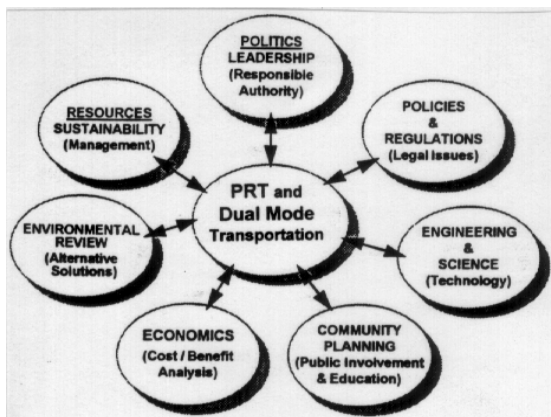 POLITICS
LEADERSHIP
(Responsible
Authority)
POLICIES
&
REGULATIONS
(Legal Issues)
ENGINEERING
&
SCIENCE
(Technology)
COMMUNITY
PLANNING
(Public Involvement
& Education)
ECONOMICS
(Cost / Benefit
Analysis)
ENVIRONMENTAL
REVIEW
(Alternative
Solutions)
RESOURCES
SUSTAINABILITY
(Management)
PRT and
Dual Mode
Transportation